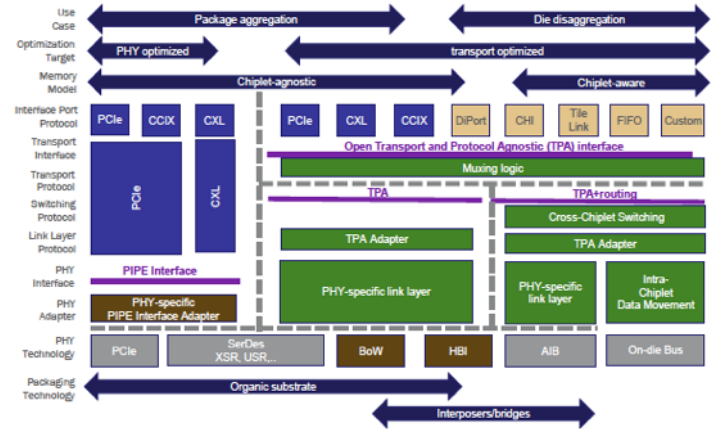 Use Case
Package aggregation
Die disaggregation
Optimization Target
PHY optimized
transport optimized
Memory Model
Chiplet-agnostic
Chiplet-aware
Interface Port Protocol
PCIe
CCIX
CXL
PCIe
CXL
CCIX
DiPort
CHI
Tile Link
FIFO
Custom
Transport Interface
Open Transport and Protocol Agnostic (TPA) interface
PCIe
CXL
Muxing logic
Transport Protocol
TPA
TPA+routing
Switching Protocol
Cross-Chiplet Switching
Link Layer Protocol
TPA Adapter
TPA Adapter
PHY Interface
PIPE Interface
PHY-specific link layer
PHY-specific link layer
Intra-Chiplet Data Movement
PHY Adapter
PHY-specific PIPE Interface Adapter
PHY Technology
PCIe
SerDes
XSR, USR,..
BoW
HBI
AIB
On-die Bus
Packaging Technology
Organic substrate
Interposers/bridges